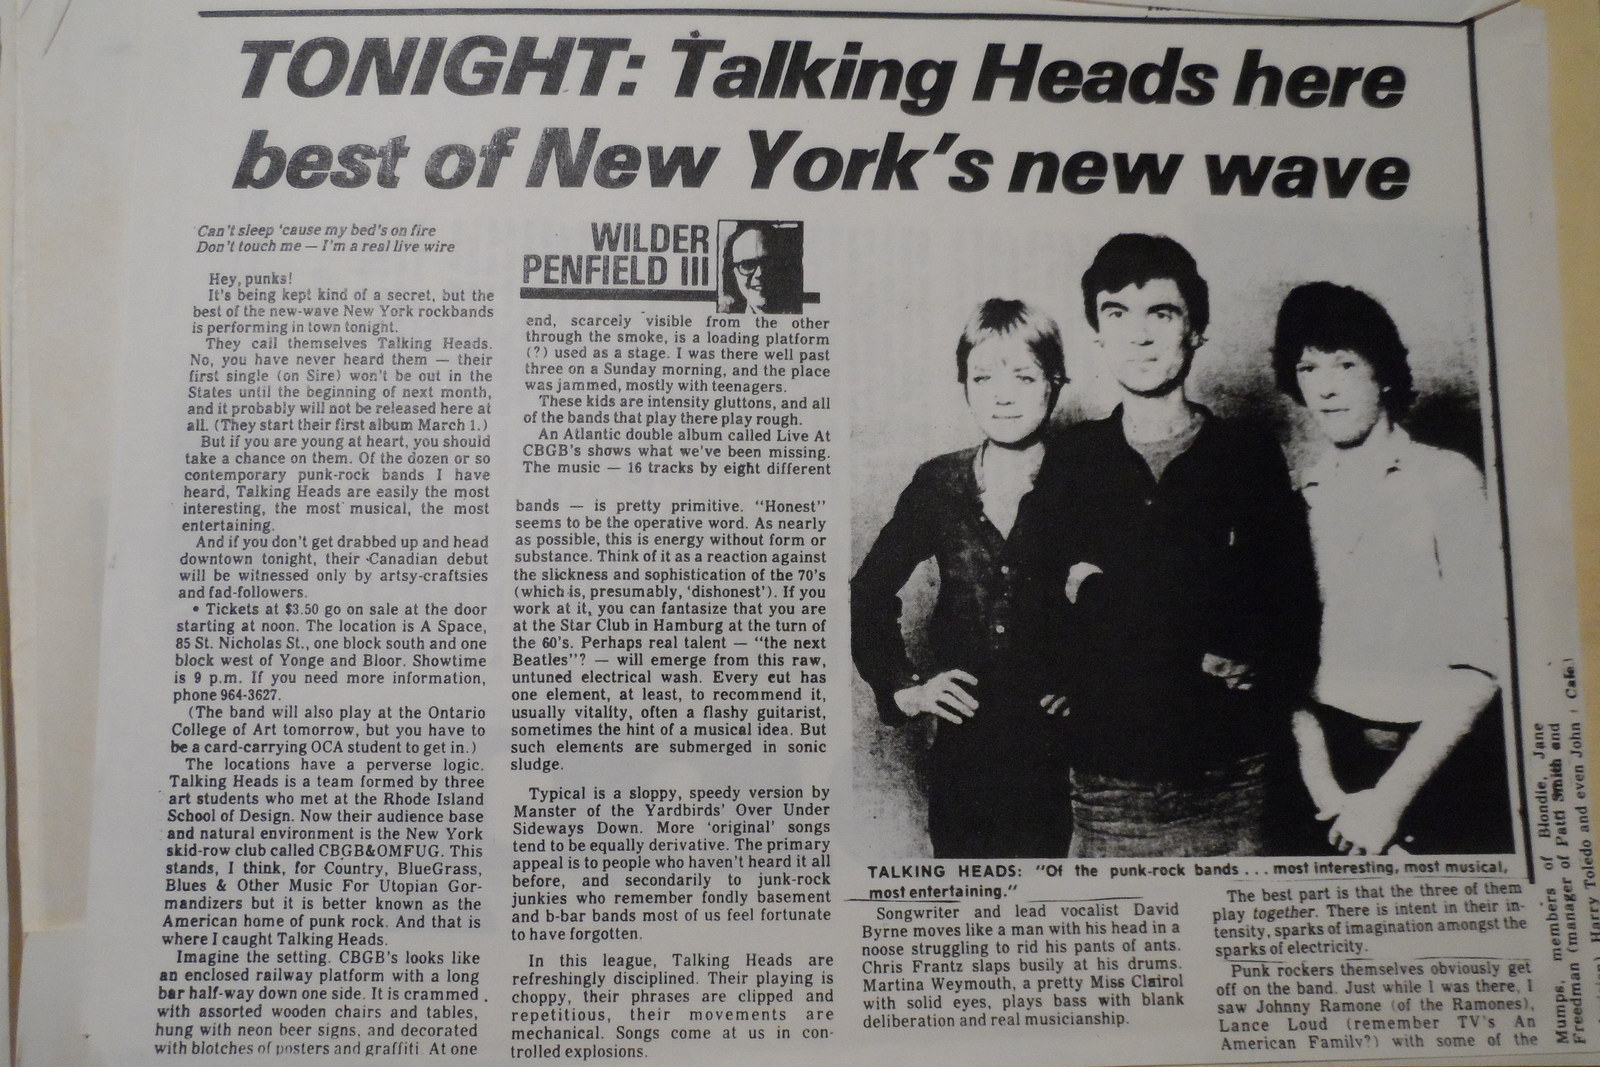 TONIGHT: Talking Heads here
best of New York's new wave
Can't sleep 'cause my bed's on fire
Don't touch me — I'm a real live wire
Hey, punks!
It's being kept kind of a secret, but the
best of the new-wave New York rockbands
is performing in town tonight.
They call themselves Talking Heads.
No, you have never heard them — their
first single (on Sire) won't be out in the
States until the beginning of next month,
and it probably will not be released here at
all. (They start their first album March 1.)
But if you are young at heart, you should
take a chance on them. Of the dozen or so
contemporary punk-rock bands I have
heard, Talking Heads are easily the most
interesting, the most musical, the most
entertaining.
And if you don't get drabbed up and head
downtown tonight, their Canadian debut
will be witnessed only by artsy-craftsies
and fad-followers.
• Tickets at $3.50 go on sale at the door
starting at noon. The location is A Space,
85 St. Nicholas St., one block south and one
block west of Yonge and Bloor. Showtime
is 9 p.m. If you need more information,
phone 964-3627.
(The band will also play at the Ontario
College of Art tomorrow, but you have to
be a card-carrying OCA student to get in.)
The locations have a perverse logic.
Talking Heads is a team formed by three
art students who met at the Rhode Island
School of Design. Now their audience base
and natural environment is the New York
skid-row club called CBGB&OMFUG. This
stands, I think, for Country, BlueGrass,
Blues & Other Music For Utopian Gor-
mandizers but it is better known as the
American home of punk rock. And that is
where I caught Talking Heads.
Imagine the setting. CBGB's looks like
an enclosed railway platform with a long
bar half-way down one side. It is crammed
with assorted wooden chairs and tables,
hung with neon beer signs, and decorated
with blotches of posters and graffiti. At one
WILDER
PENFIELD III
end, scarcely visible from the other
through the smoke, is a loading platform
(?) used as a stage. I was there well past
three on a Sunday morning, and the place
was jammed, mostly with teenagers.
These kids are intensity gluttons, and all
of the bands that play there play rough.
An Atlantic double album called Live At
CBGB's shows what we've been missing.
The music — 16 tracks by eight different
bands — is pretty primitive. "Honest"
seems to be the operative word. As nearly
as possible, this is energy without form or
substance. Think of it as a reaction against
the slickness and sophistication of the 70's
(which is, presumably, 'dishonest'). If you
work at it, you can fantasize that you are
at the Star Club in Hamburg at the turn of
the 60's. Perhaps real talent — "the next
Beatles"? — will emerge from this raw,
untuned electrical wash. Every cut has
one element, at least, to recommend it,
usually vitality, often a flashy guitarist,
sometimes the hint of a musical idea. But
such elements are submerged in sonic
sludge.
Typical is a sloppy, speedy version by
Manster of the Yardbirds' Over Under
Sideways Down. More 'original' songs
tend to be equally derivative. The primary
appeal is to people who haven't heard it all
before, and secondarily to junk-rock
junkies who remember fondly basement
and b-bar bands most of us feel fortunate
to have forgotten.
In this league, Talking Heads are
refreshingly disciplined. Their playing is
choppy, their phrases are clipped and
repetitious, their movements are
mechanical. Songs come at us in con-
trolled explosions.
TALKING HEADS: "Of the punk-rock bands . . . most interesting, most musical,
most entertaining."
Songwriter and lead vocalist David
Byrne moves like a man with his head in a
noose struggling to rid his pants of ants.
Chris Frantz slaps busily at his drums.
Martina Weymouth, a pretty Miss Clairol
with solid eyes, plays bass with blank
deliberation and real musicianship.
The best part is that the three of them
play together. There is intent in their in-
tensity, sparks of imagination amongst the
sparks of electricity.
Punk rockers themselves obviously get
off on the band. Just while I was there, I
saw Johnny Ramone (of the Ramones),
Lance Loud (remember TV's An
American Family?) with some of the
Mumps, members of Blondie, Jane
Freedman (manager of Patti Smith and
Harry Toledo and even John Cale.)